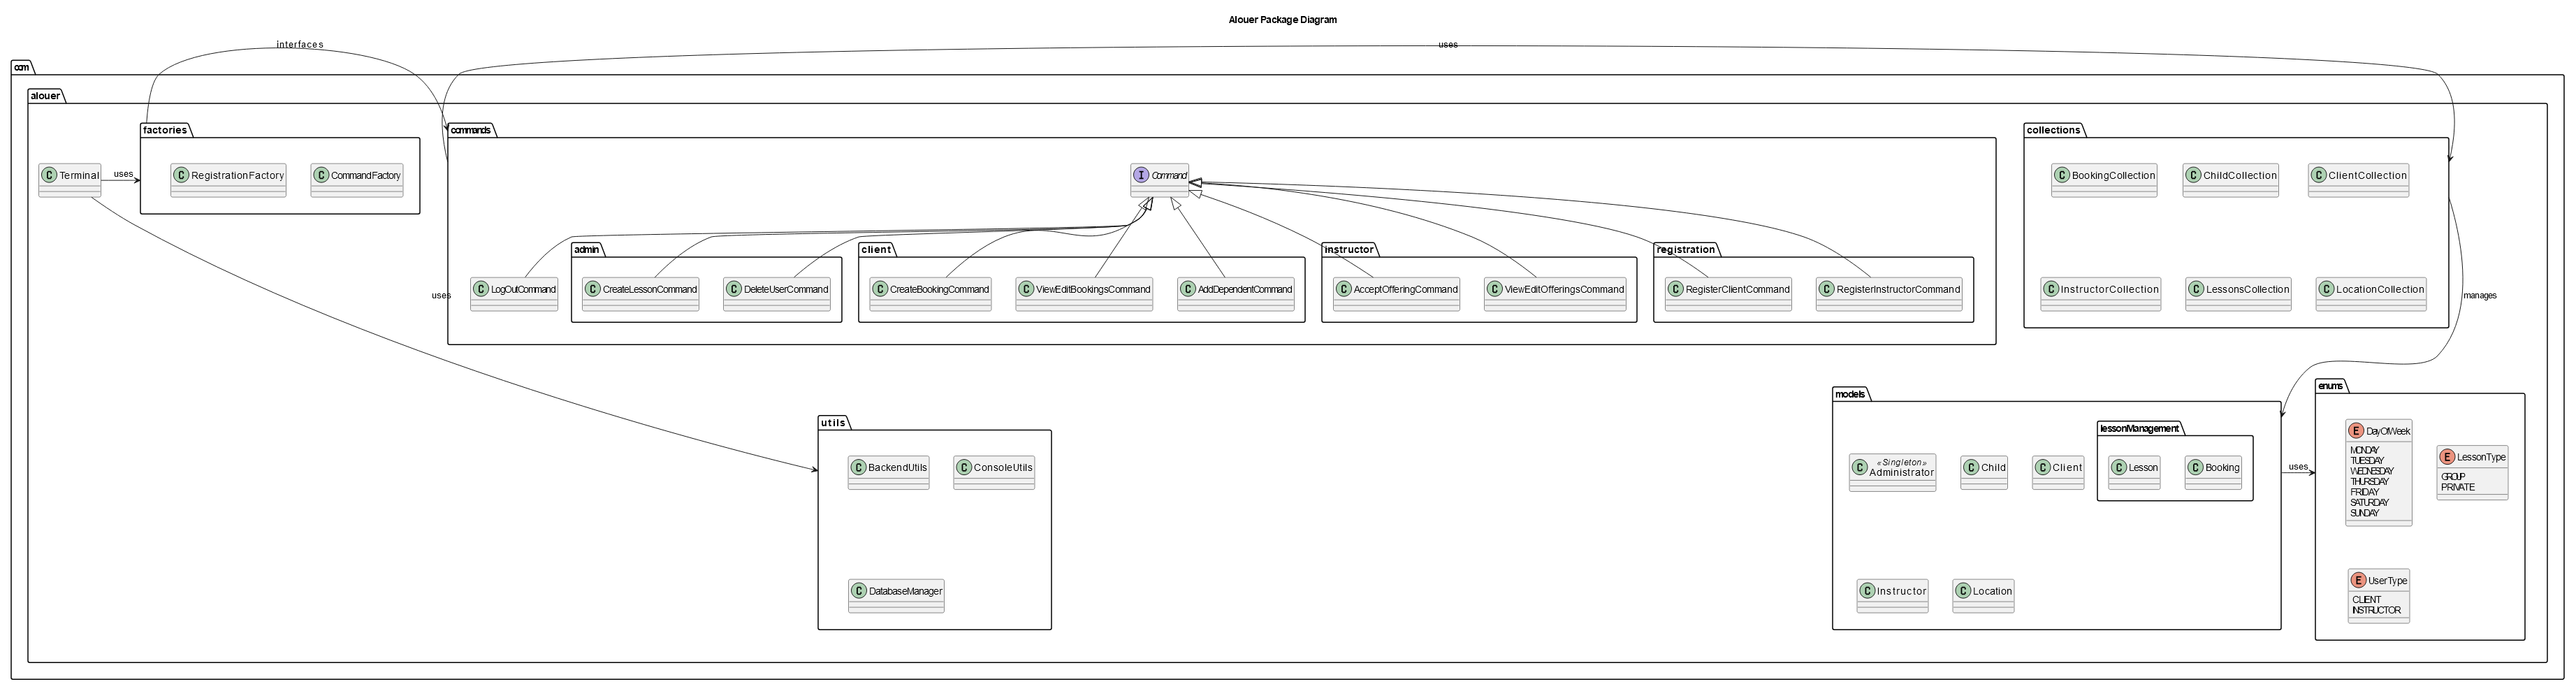 Alouer Package Diagram
interfaces
uses
com
alouer
factories
C RegistrationFactory
C CommandFactory
C Terminal
uses
uses
commands
I Command
C LogOutCommand
admin
C CreateLessonCommand
C DeleteUserCommand
client
C CreateBookingCommand
C ViewEditBookingsCommand
C AddDependentCommand
instructor
C AcceptOfferingCommand
C ViewEditOfferingsCommand
registration
C RegisterClientCommand
C RegisterInstructorCommand
collections
C BookingCollection
C ChildCollection
C ClientCollection
C InstructorCollection
C LessonsCollection
C LocationCollection
manages
utils
C BackendUtils
C ConsoleUtils
C DatabaseManager
models
C «Singleton»
Administrator
C Child
C Client
lessonManagement
C Lesson
C Booking
C Instructor
C Location
uses
enums
E DayOfWeek
MONDAY
TUESDAY
WEDNESDAY
THURSDAY
FRIDAY
SATURDAY
SUNDAY
E LessonType
GROUP
PRIVATE
E UserType
CLIENT
INSTRUCTOR